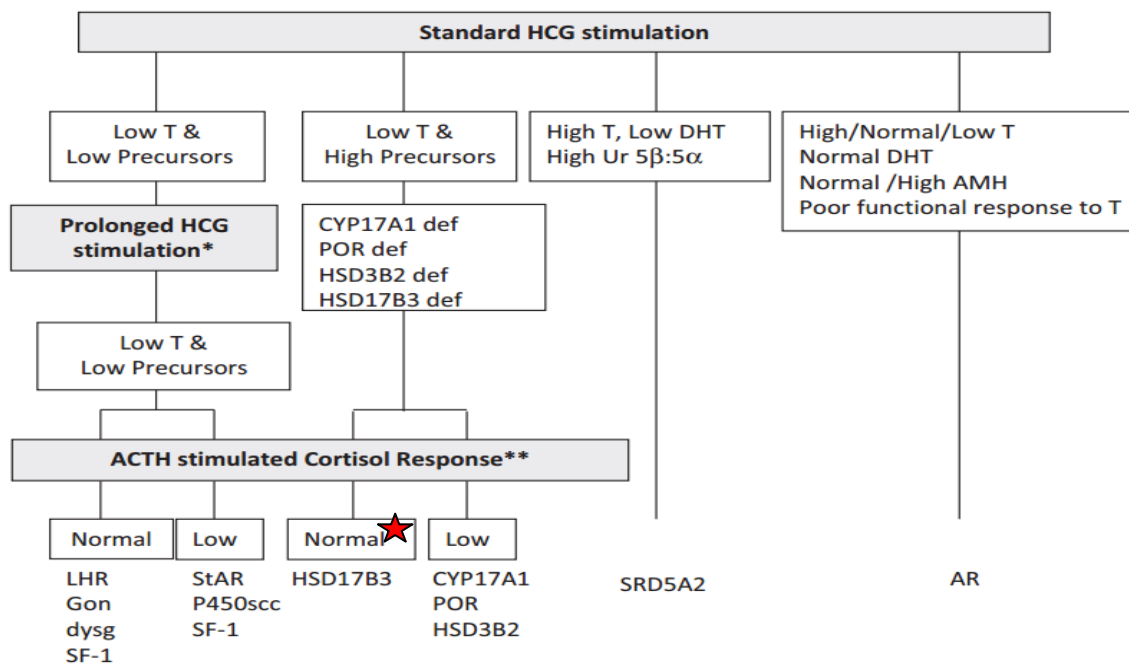 Standard HCG stimulation
Low T &
Low Precursors
Low T &
High Precursors
High T, Low DHT
High Ur 5β:5α
High/Normal/Low T
Normal DHT
Normal /High AMH
Poor functional response to T
Prolonged HCG
stimulation*
CYP17A1 def
POR def
HSD3B2 def
HSD17B3 def
Low T &
Low Precursors
ACTH stimulated Cortisol Response**
Normal
LHR
Gon
dysg
SF-1
Low
StAR
P450scc
SF-1
Normal
HSD17B3
Low
CYP17A1
POR
HSD3B2
SRD5A2
AR